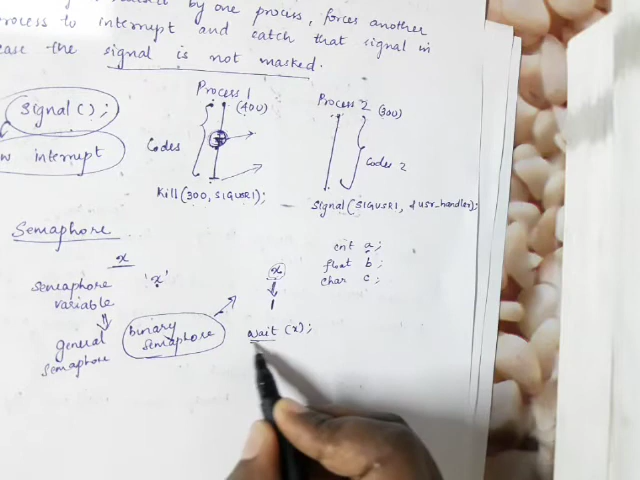 by one process, forces another
process to interrupt and catch that signal in
case the signal is not masked.
Process 1
(400)
Process 2 (300)
Signal();
Codes
Codes 2
interrupt
Kill(300, SIGUSR1);
Signal(SIGUSR1, &usr_handler);
Semaphore
int a;
float b;
char c;
x
semaphore 'x'
variable
x
1
general
semaphore
binary
semaphore
wait (x);